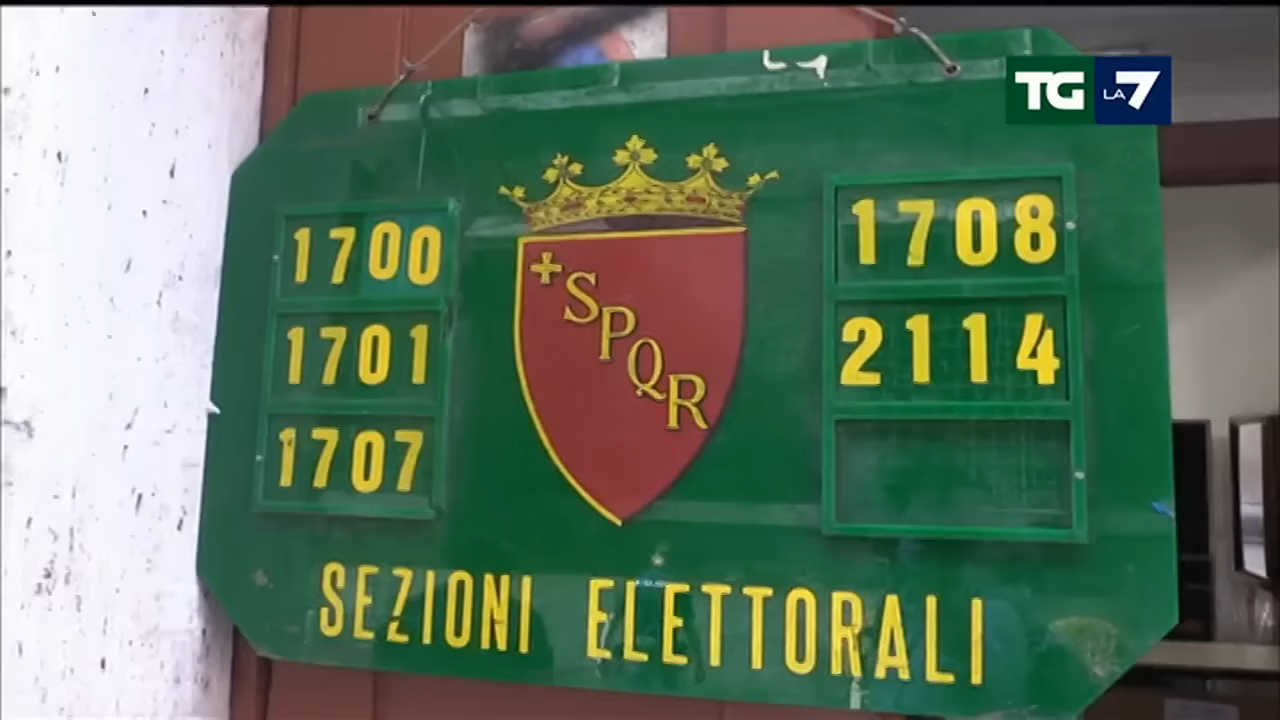 TG LA7
1700
1701
1707
+SPQR
1708
2114
SEZIONI ELETTORALI